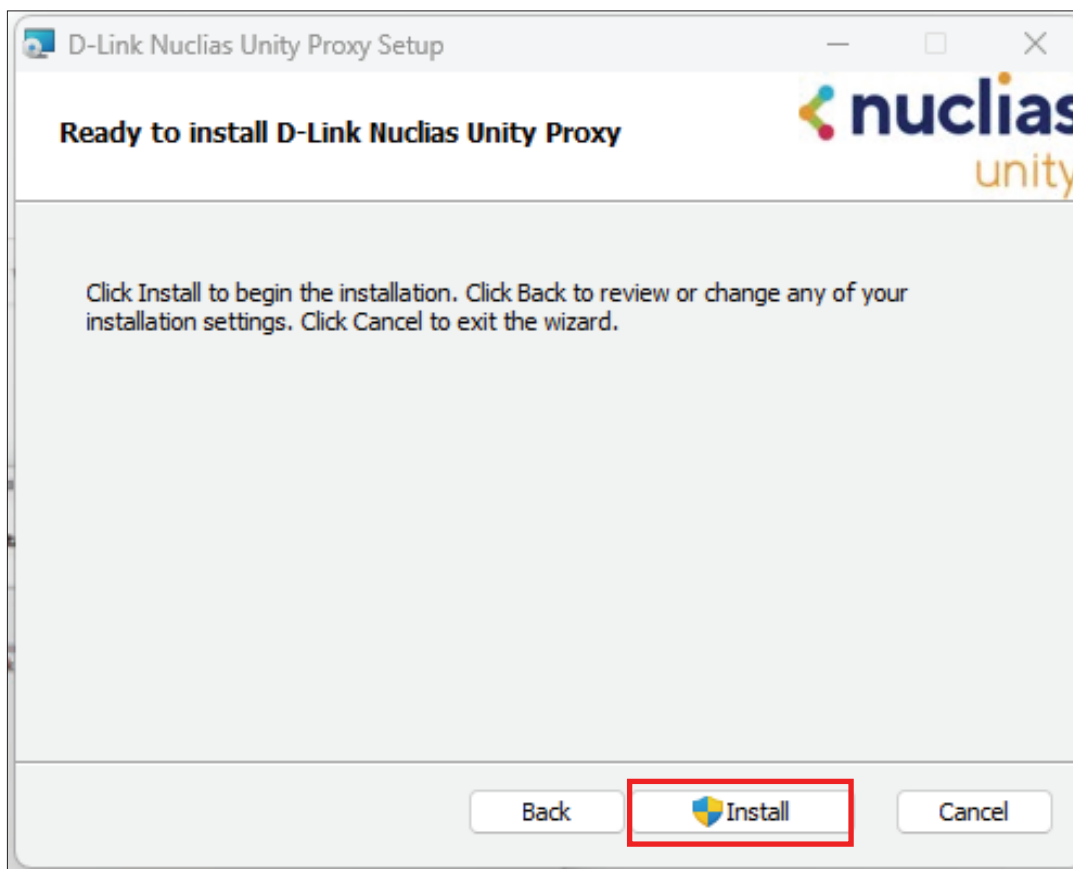 D-Link Nuclias Unity Proxy Setup
Ready to install D-Link Nuclias Unity Proxy
nuclias
unity
Click Install to begin the installation. Click Back to review or change any of your
installation settings. Click Cancel to exit the wizard.
Back
Install
Cancel